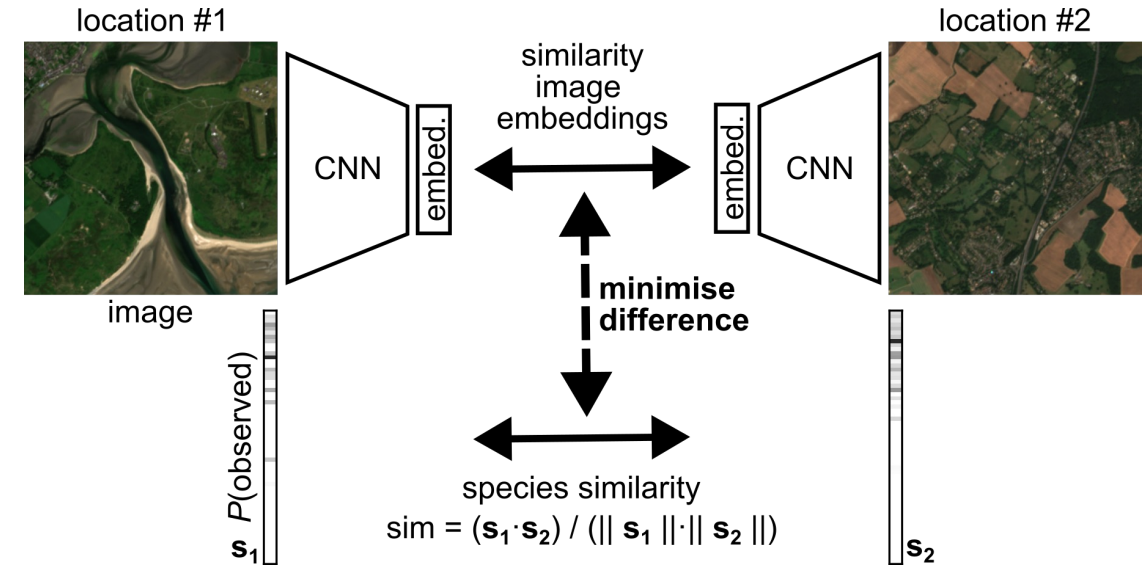 location #1
location #2
similarity
image
embeddings
CNN
embed.
embed.
CNN
minimise
difference
image
P(observed)
s1
species similarity
sim = (s1·s2) / (|| s1 ||·|| s2 ||)
s2